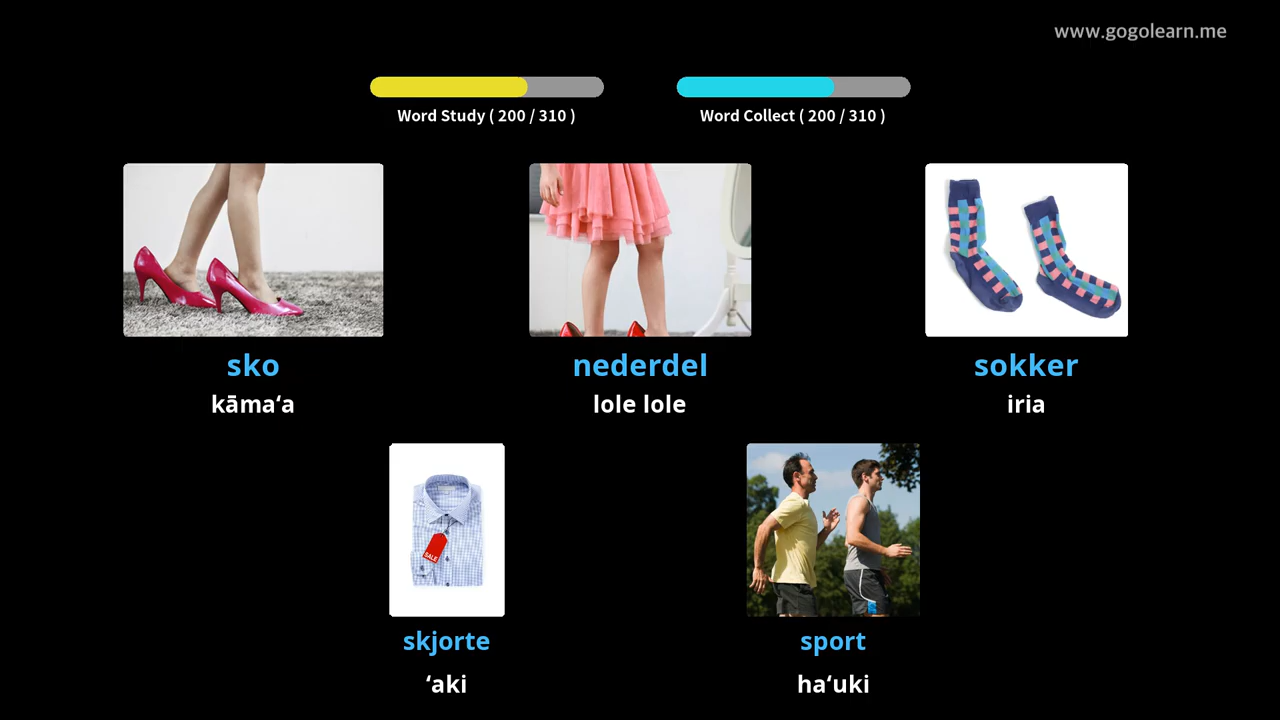 www.gogolearn.me
Word Study ( 200 / 310 )
Word Collect ( 200 / 310 )
sko
kāmaʻa
nederdel
lole lole
sokker
iria
SALE
skjorte
ʻaki
sport
haʻuki